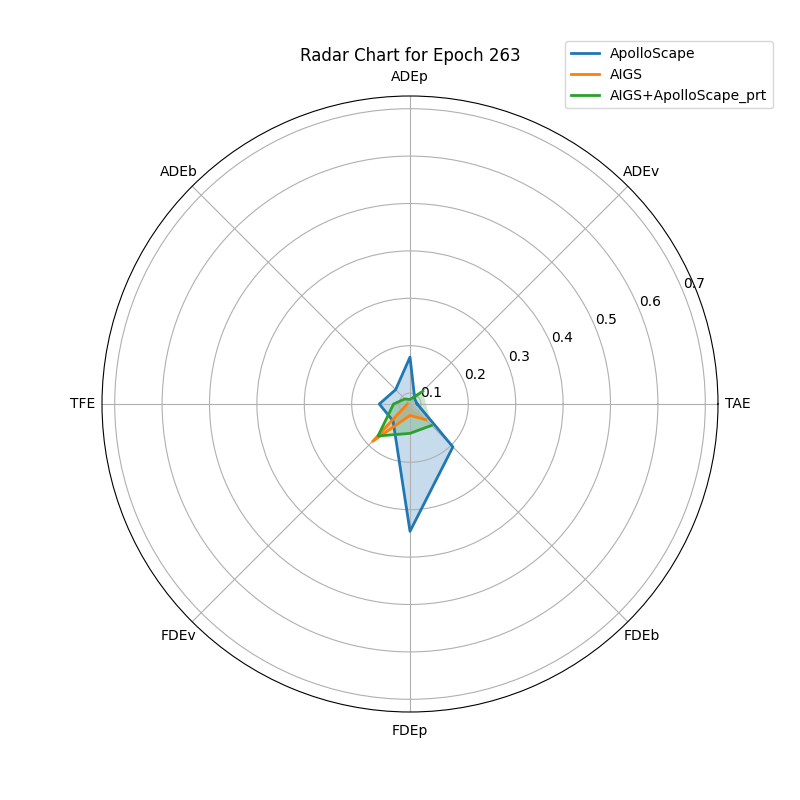 Radar Chart for Epoch 263
ApolloScape
AIGS
AIGS+ApolloScape_prt
ADEp
ADEb
ADEv
0.7
0.6
0.5
0.4
0.3
0.2
0.1
TFE
TAE
FDEv
FDEb
FDEp